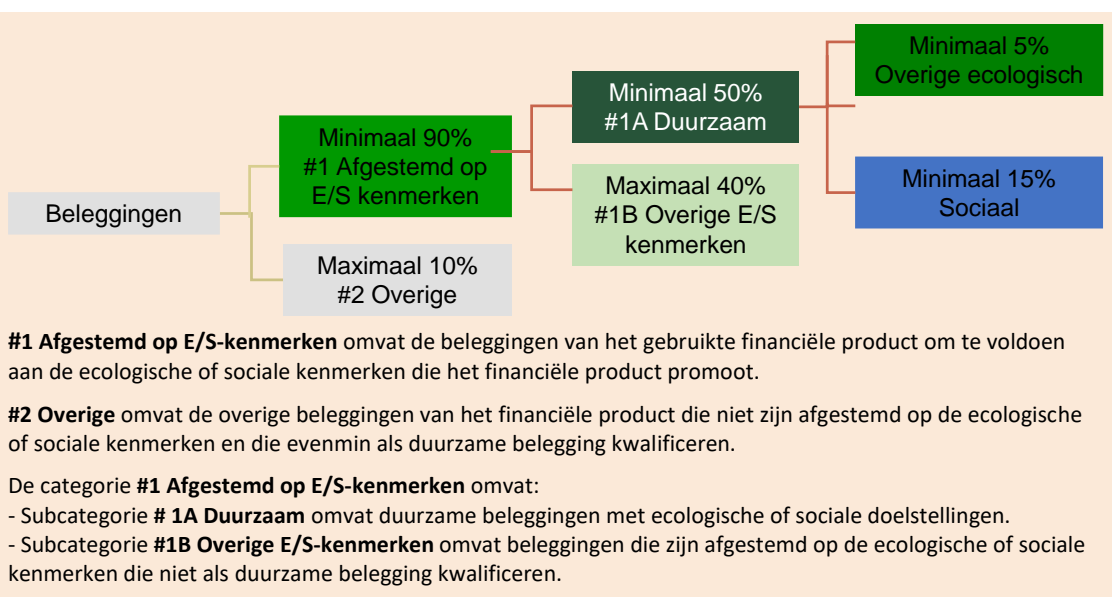 Beleggingen
Minimaal 90%
#1 Afgestemd op
E/S kenmerken
Maximaal 10%
#2 Overige
Minimaal 50%
#1A Duurzaam
Maximaal 40%
#1B Overige E/S
kenmerken
Minimaal 5%
Overige ecologisch
Minimaal 15%
Sociaal
#1 Afgestemd op E/S-kenmerken omvat de beleggingen van het gebruikte financiële product om te voldoen
aan de ecologische of sociale kenmerken die het financiële product promoot.
#2 Overige omvat de overige beleggingen van het financiële product die niet zijn afgestemd op de ecologische
of sociale kenmerken en die evenmin als duurzame belegging kwalificeren.
De categorie #1 Afgestemd op E/S-kenmerken omvat:
- Subcategorie # 1A Duurzaam omvat duurzame beleggingen met ecologische of sociale doelstellingen.
- Subcategorie #1B Overige E/S-kenmerken omvat beleggingen die zijn afgestemd op de ecologische of sociale
kenmerken die niet als duurzame belegging kwalificeren.